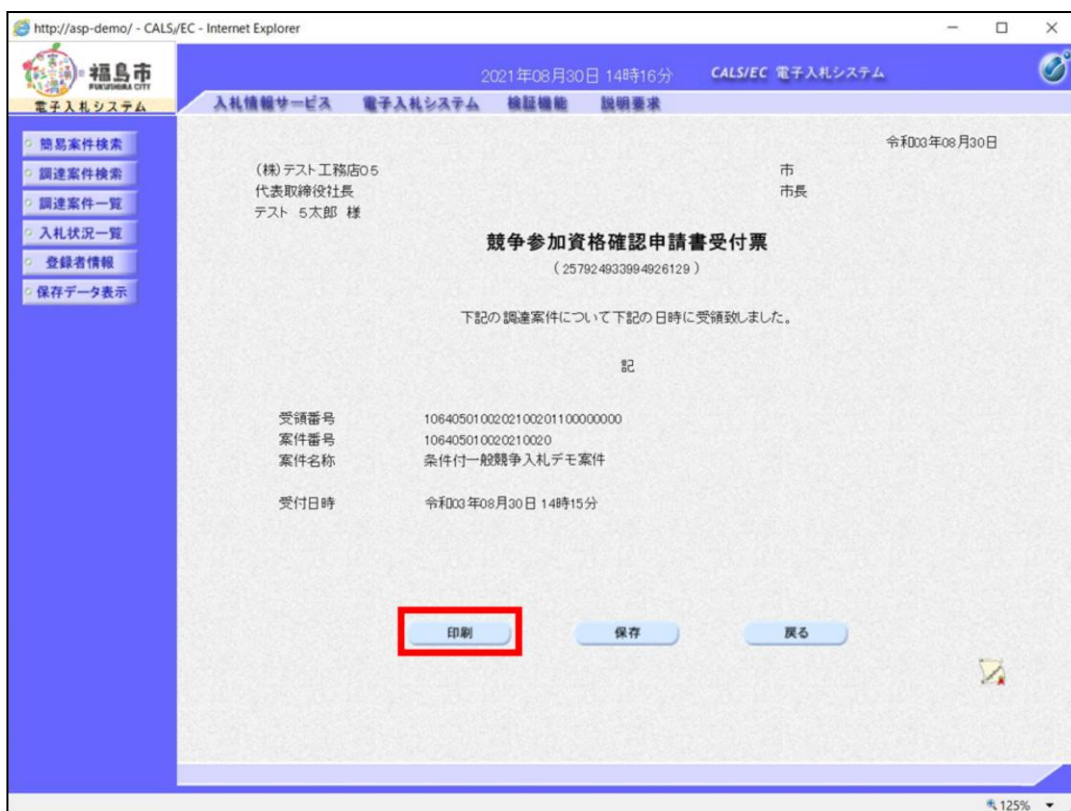 http://asp-demo/ - CALS/EC - Internet Explorer
福島市
FUKUSHIMA CITY
電子入札システム
2021年08月30日 14時16分
CALS/EC 電子入札システム
入札情報サービス 電子入札システム 検証機能 説明要求
簡易案件検索
調達案件検索
調達案件一覧
入札状況一覧
登録者情報
保存データ表示
令和03年08月30日
(株)テスト工務店05
市
代表取締役社長
市長
テスト 5太郎 様
競争参加資格確認申請書受付票
(257924933994926129)
下記の調達案件について下記の日時に受領致しました。
記
受領番号 1064050100202100201100000000
案件番号 106405010020210020
案件名称 条件付一般競争入札デモ案件
受付日時 令和03年08月30日 14時15分
印刷 保存 戻る
125%